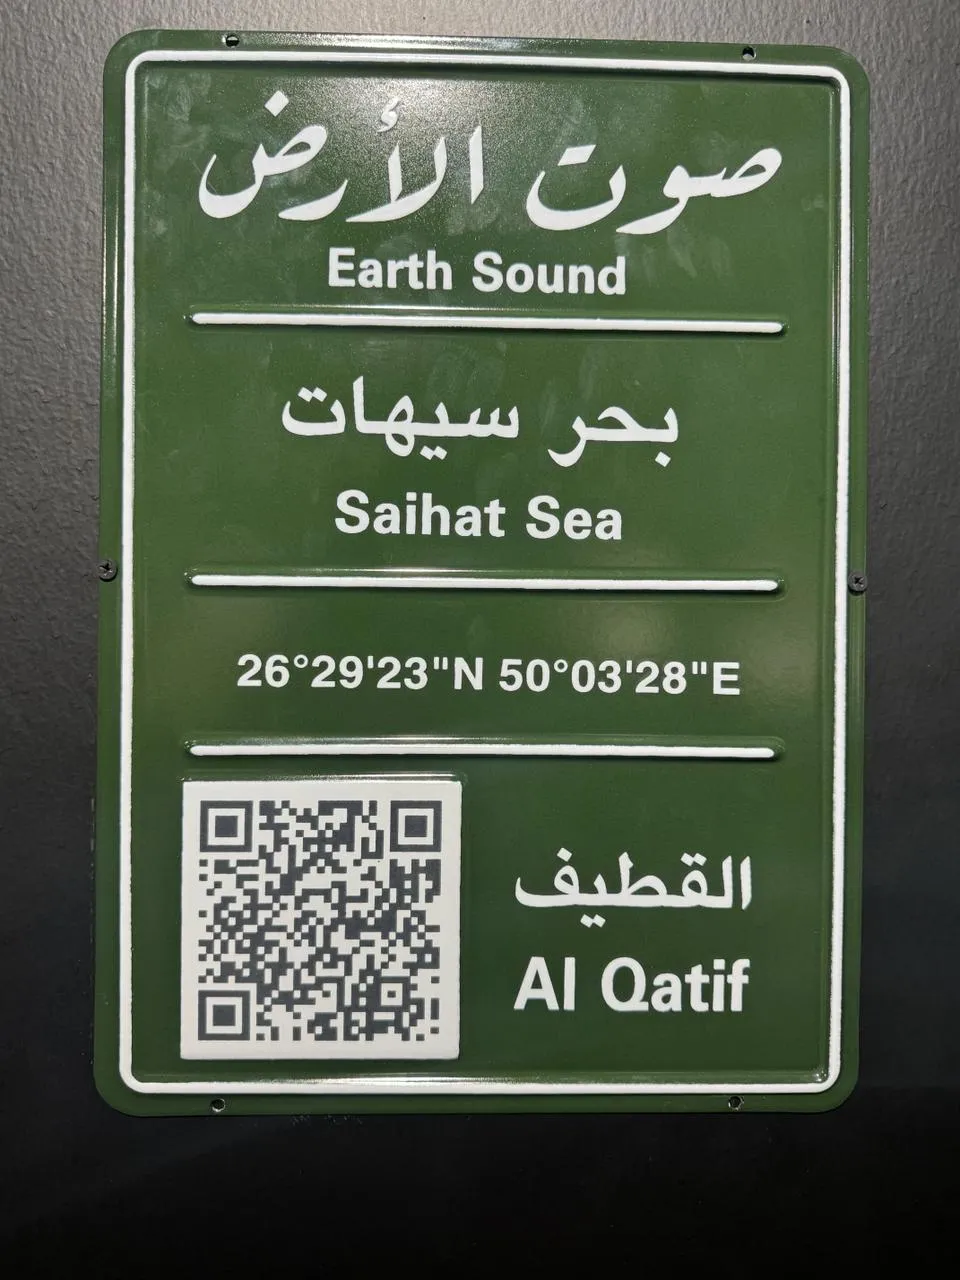 صوت الأرض
Earth Sound
بحر سيهات
Saihat Sea
26°29'23"N 50°03'28"E
القطيف
Al Qatif